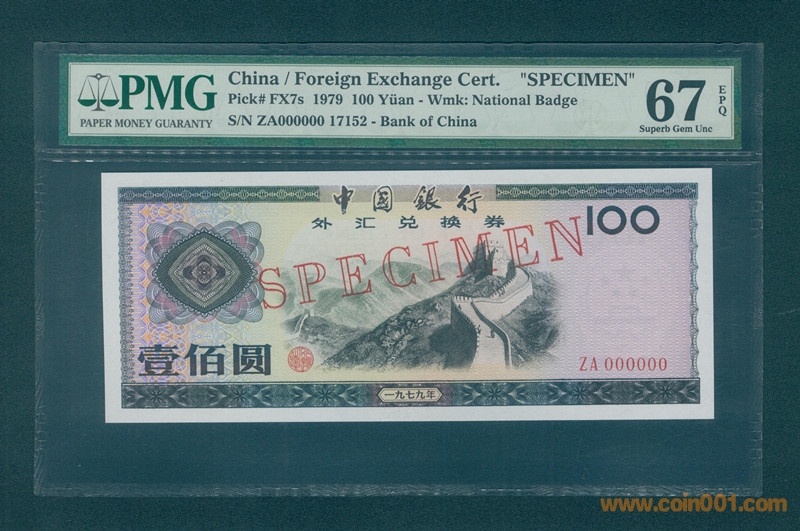 PMG
PAPER MONEY GUARANTY
China / Foreign Exchange Cert. "SPECIMEN"
Pick# FX7s 1979 100 Yüan - Wmk: National Badge
S/N ZA000000 17152 - Bank of China
67
EPQ
Superb Gem Unc
中国银行
外汇兑换券
100
SPECIMEN
壹佰圆
ZA 000000
一九七九年
www.coin001.com